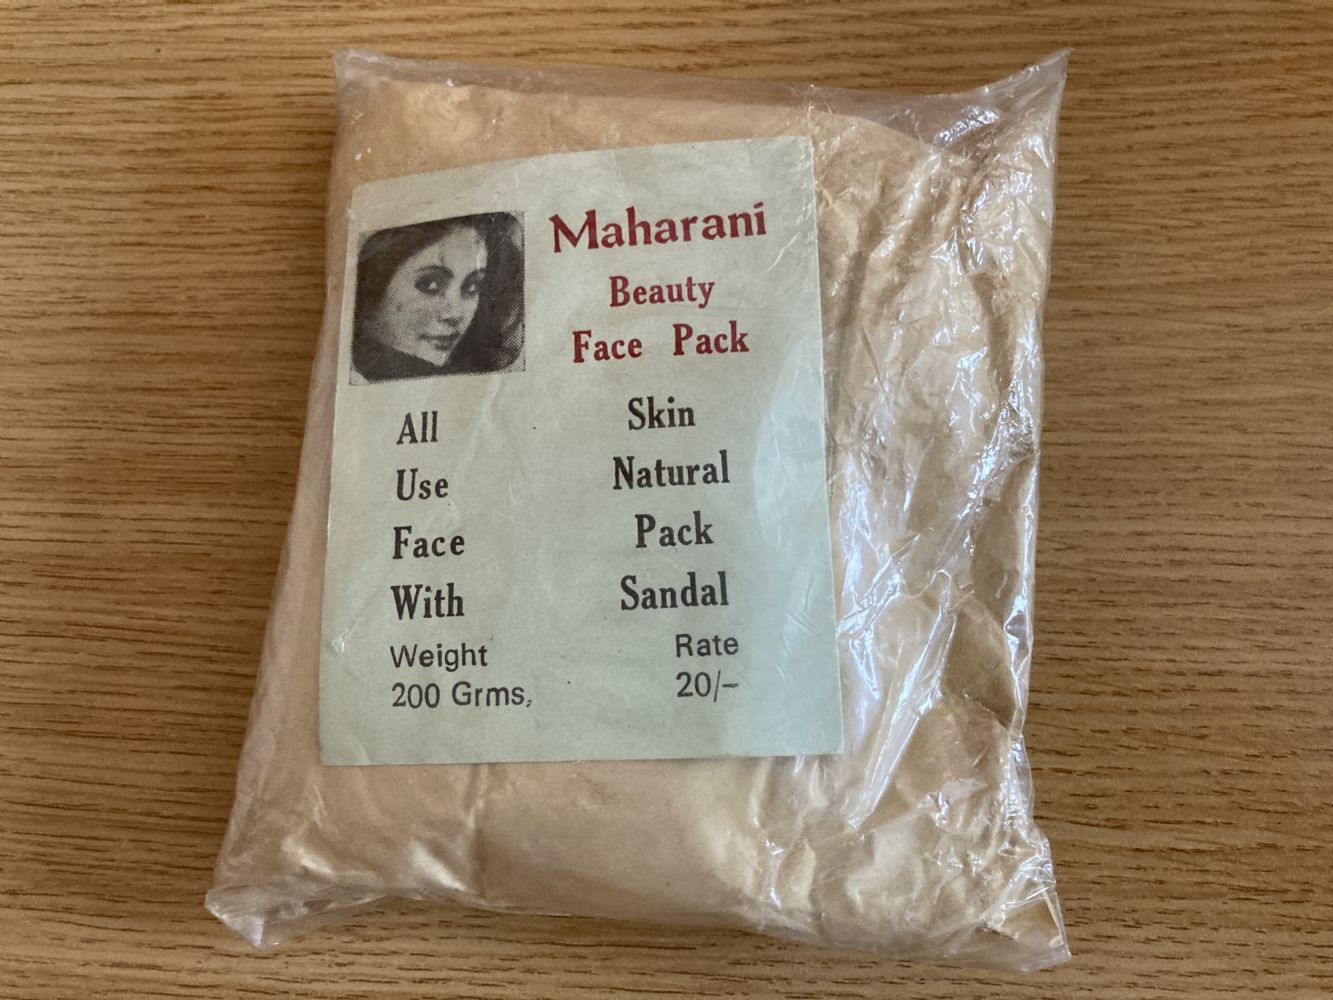 Maharani
Beauty
Face Pack
All Skin
Use Natural
Face Pack
With Sandal
Weight Rate
200 Grms, 20/-